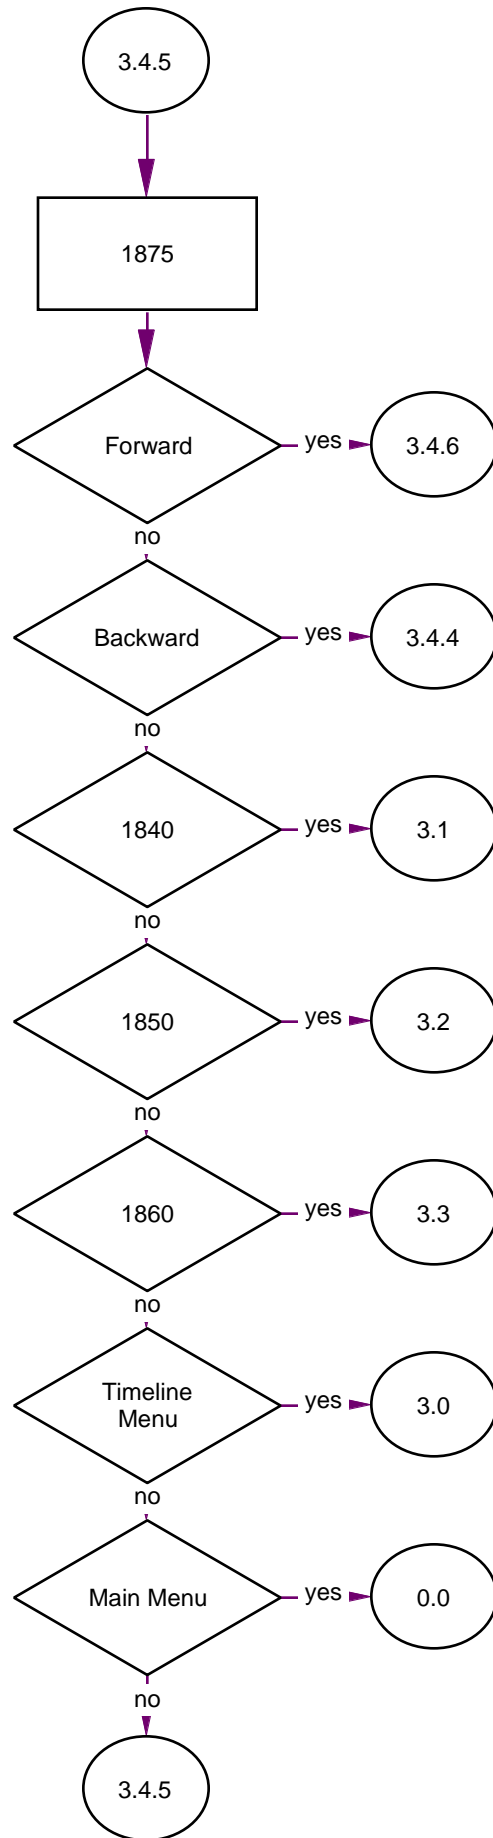 3.4.5
1875
Forward
yes
3.4.6
no
Backward
yes
3.4.4
no
1840
yes
3.1
no
1850
yes
3.2
no
1860
yes
3.3
no
Timeline
Menu
yes
3.0
no
Main Menu
yes
0.0
no
3.4.5